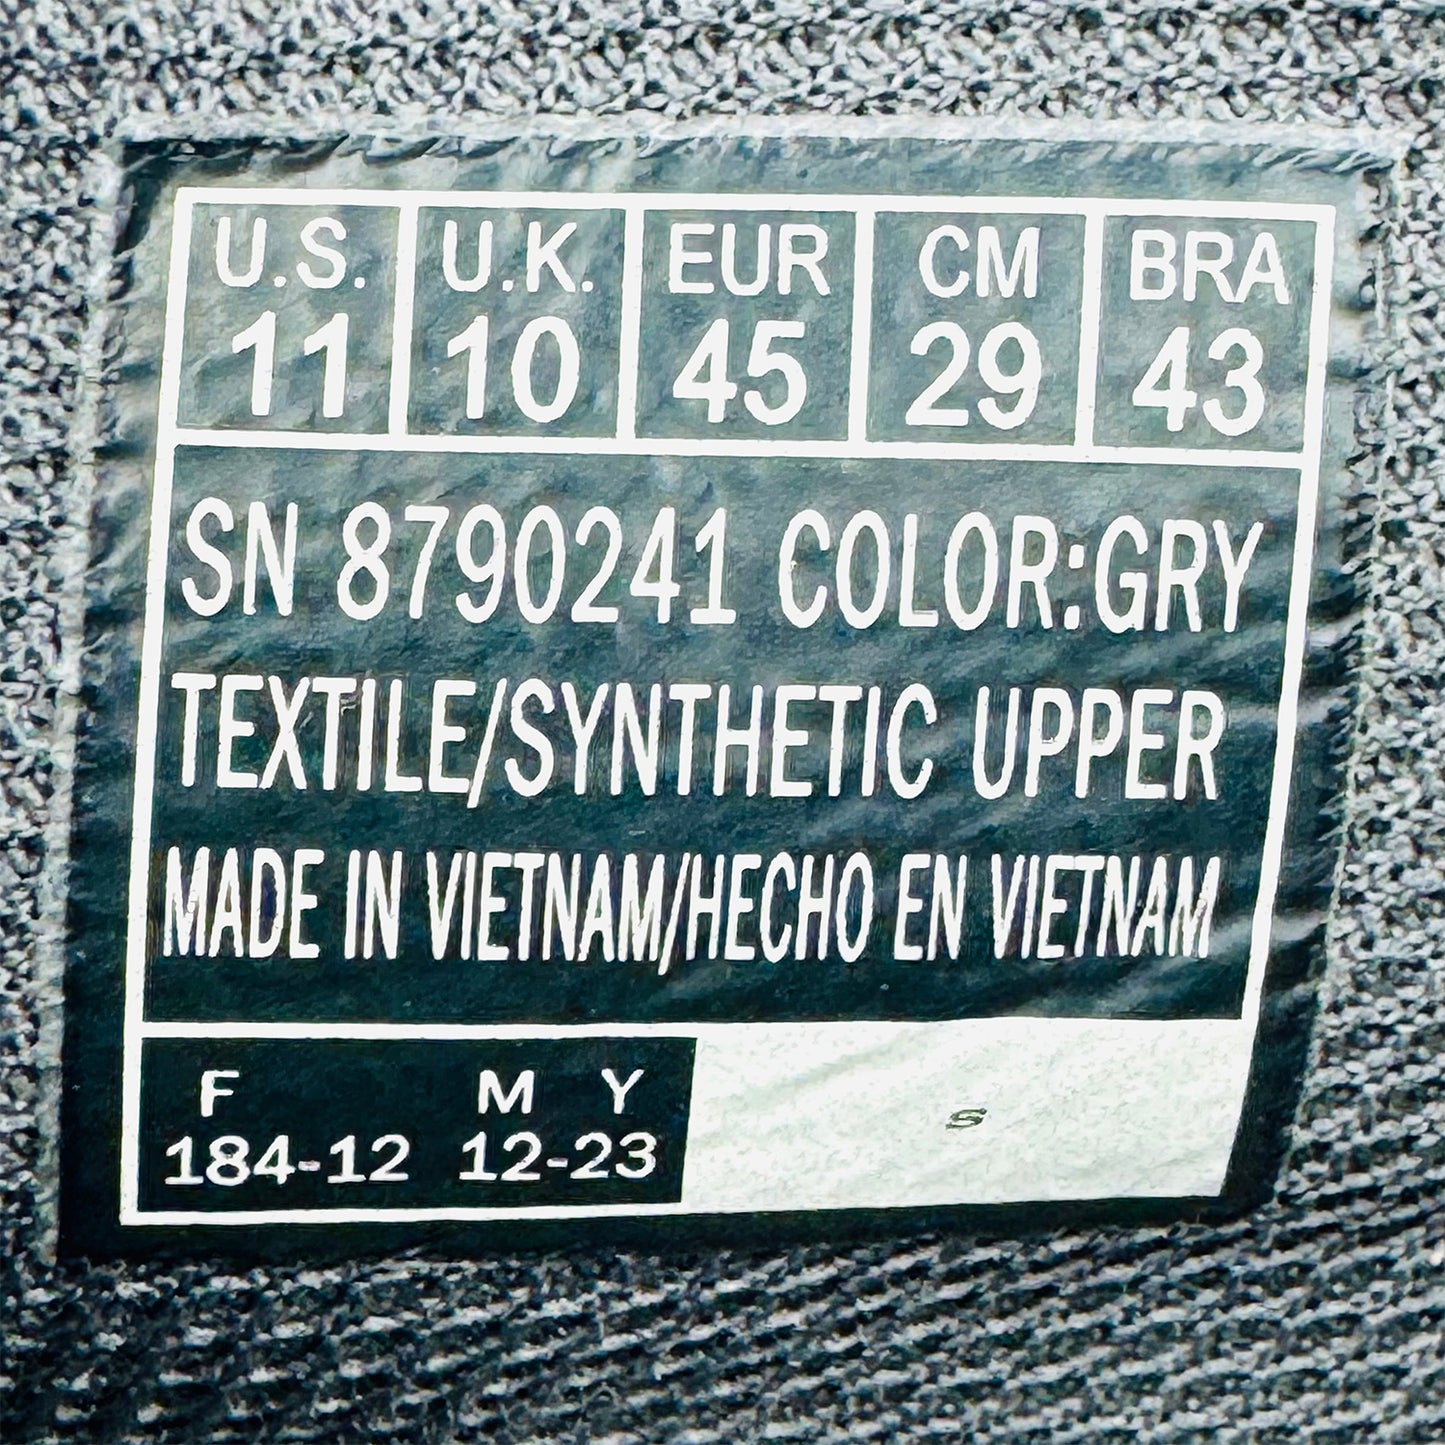 U.S. U.K. EUR CM BRA
11 10 45 29 43
SN 8790241 COLOR:GRY
TEXTILE/SYNTHETIC UPPER
MADE IN VIETNAM/HECHO EN VIETNAM
F M Y
184-12 12-23
S